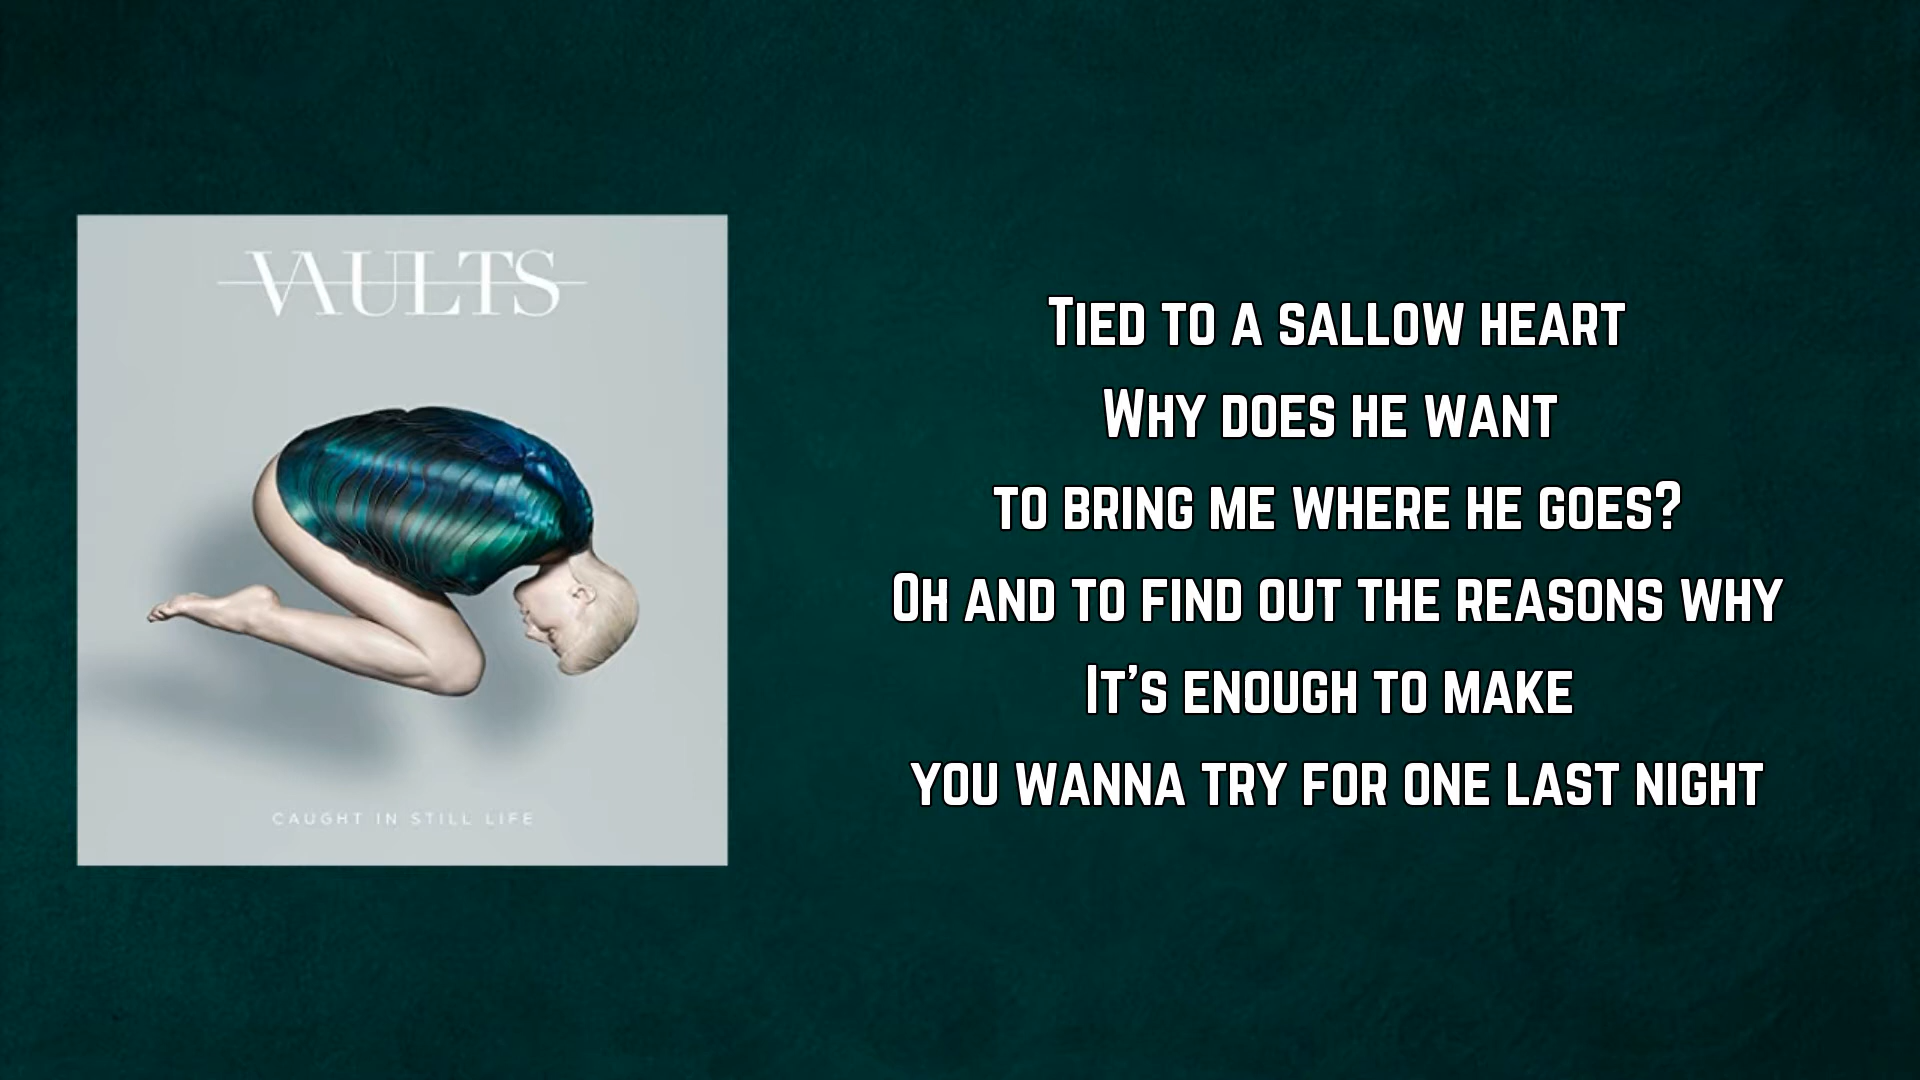 VAULTS
CAUGHT IN STILL LIFE
Tied to a sallow heart
Why does he want
to bring me where he goes?
Oh and to find out the reasons why
It's enough to make
you wanna try for one last night